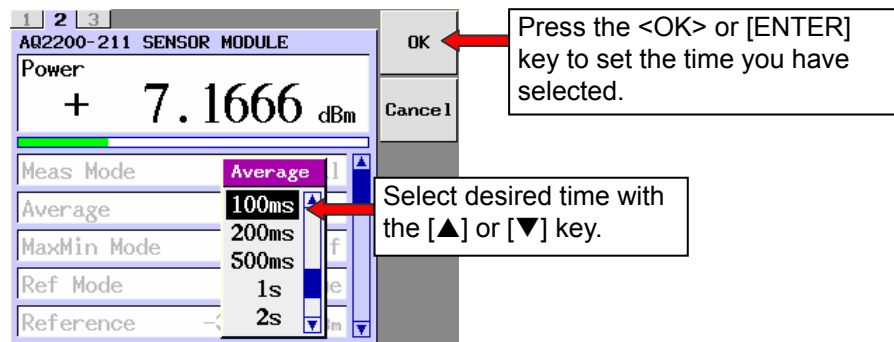 1 2 3
AQ2200-211 SENSOR MODULE
Power
+ 7.1666 dBm
OK
Cancel
Press the <OK> or [ENTER]
key to set the time you have
selected.
Meas Mode
Average
MaxMin Mode
Ref Mode
Reference
Average
100ms
200ms
500ms
1s
2s
Select desired time with
the [▲] or [▼] key.